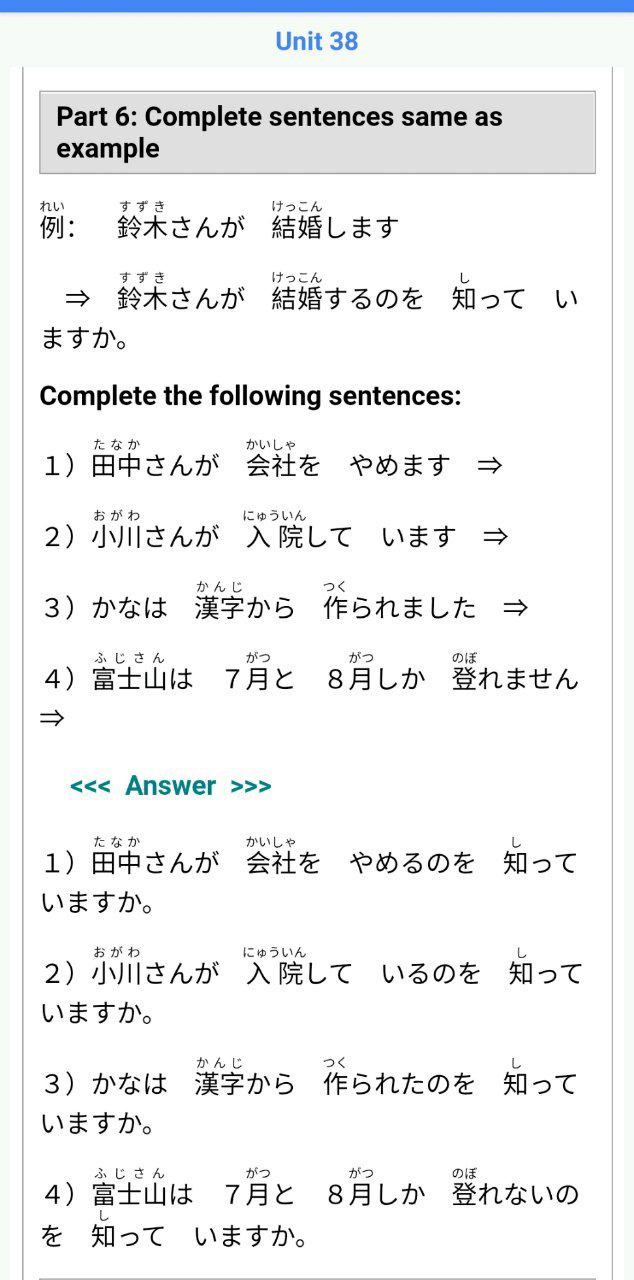 Unit 38
Part 6: Complete sentences same as
example
れい すずき けっこん
例： 鈴木さんが 結婚します
すずき けっこん し
⇒ 鈴木さんが 結婚するのを 知って い
ますか。
Complete the following sentences:
たなか かいしゃ
１）田中さんが 会社を やめます ⇒
おがわ にゅういん
２）小川さんが 入院して います ⇒
かんじ つく
３）かなは 漢字から 作られました ⇒
ふじさん がつ がつ のぼ
４）富士山は ７月と ８月しか 登れません
⇒
<<< Answer >>>
たなか かいしゃ し
１）田中さんが 会社を やめるのを 知って
いますか。
おがわ にゅういん し
２）小川さんが 入院して いるのを 知って
いますか。
かんじ つく し
３）かなは 漢字から 作られたのを 知って
いますか。
ふじさん がつ がつ のぼ
４）富士山は ７月と ８月しか 登れないの
し
を 知って いますか。